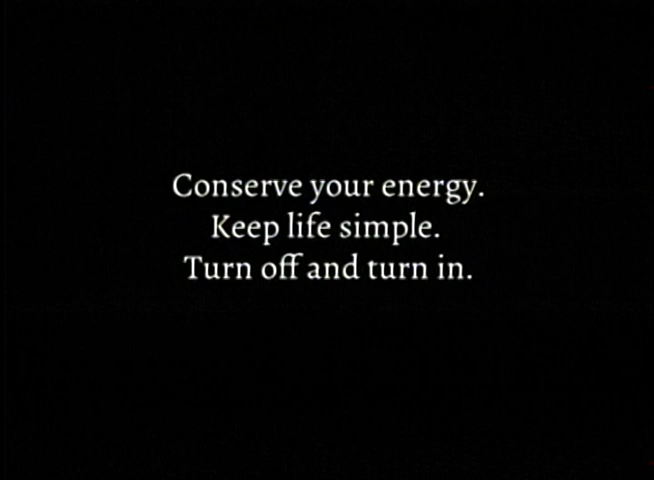 Conserve your energy.
Keep life simple.
Turn off and turn in.